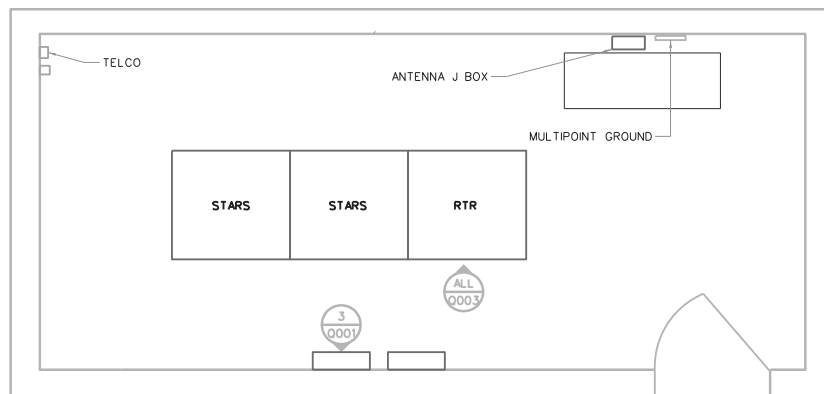 TELCO
ANTENNA J BOX
MULTIPOINT GROUND
STARS
STARS
RTR
ALL
Q003
3
Q001